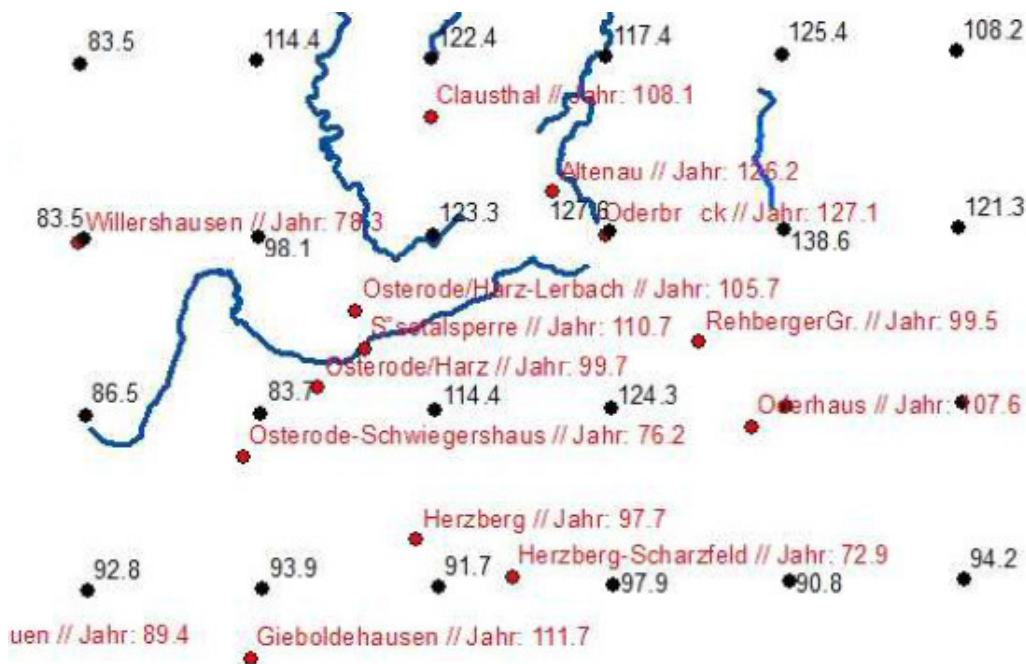 83.5
114.4
122.4
117.4
125.4
108.2
Clausthal // Jahr: 108.1
Altenau // Jahr: 126.2
83.5
Willershausen // Jahr: 78.3
98.1
123.3
127.6
Oderbr ck // Jahr: 127.1
138.6
121.3
Osterode/Harz-Lerbach // Jahr: 105.7
// Jahr: 110.7
RehbergerGr. // Jahr: 99.5
Osterode/Harz // Jahr: 99.7
86.5
83.7
114.4
124.3
Oderhaus // Jahr: 107.6
Osterode-Schwiegershaus // Jahr: 76.2
Herzberg // Jahr: 97.7
Herzberg-Scharzfeld // Jahr: 72.9
92.8
93.9
91.7
97.9
90.8
94.2
uen // Jahr: 89.4
Gieboldehausen // Jahr: 111.7